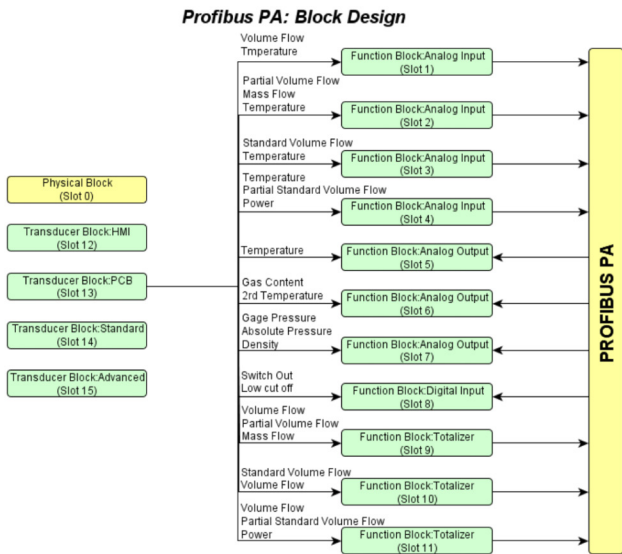 Profibus PA: Block Design
Volume Flow
Tmperature
Function Block:Analog Input
(Slot 1)
Partial Volume Flow
Mass Flow
Temperature
Function Block:Analog Input
(Slot 2)
Standard Volume Flow
Temperature
Function Block:Analog Input
(Slot 3)
Temperature
Partial Standard Volume Flow
Power
Function Block:Analog Input
(Slot 4)
Physical Block
(Slot 0)
Transducer Block:HMI
(Slot 12)
Transducer Block:PCB
(Slot 13)
Transducer Block:Standard
(Slot 14)
Transducer Block:Advanced
(Slot 15)
Temperature
Function Block:Analog Output
(Slot 5)
Gas Content
2rd Temperature
Function Block:Analog Output
(Slot 6)
Gage Pressure
Absolute Pressure
Density
Function Block:Analog Output
(Slot 7)
Switch Out
Low cut off
Function Block:Digital Input
(Slot 8)
Volume Flow
Partial Volume Flow
Mass Flow
Function Block:Totalizer
(Slot 9)
Standard Volume Flow
Volume Flow
Function Block:Totalizer
(Slot 10)
Volume Flow
Partial Standard Volume Flow
Power
Function Block:Totalizer
(Slot 11)
PROFIBUS PA